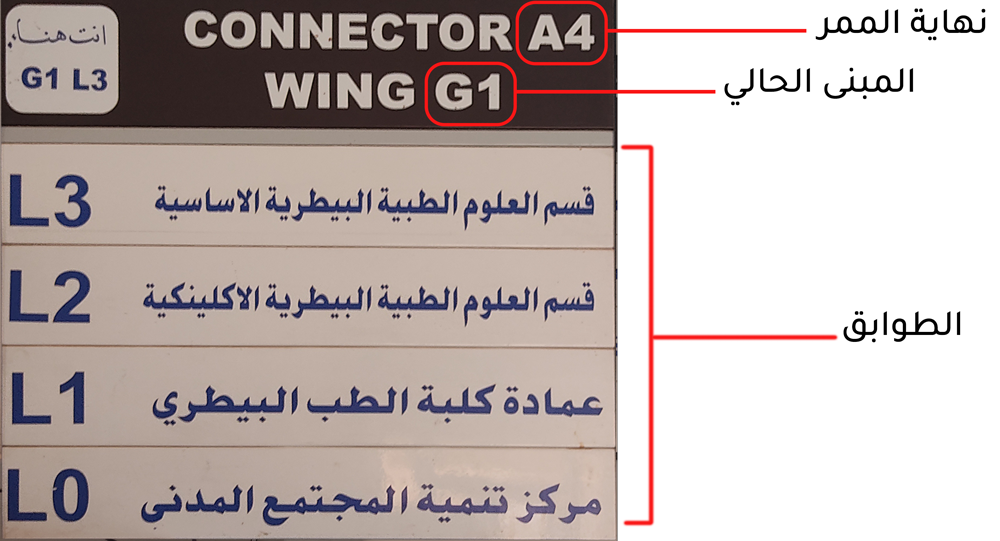 انت هنا
G1 L3
CONNECTOR A4
WING G1
نهاية الممر
المبنى الحالي
L3 قسم العلوم الطبية البيطرية الاساسية
L2 قسم العلوم الطبية البيطرية الاكلينكية
L1 عمادة كلية الطب البيطري
L0 مركز تنمية المجتمع المدنى
الطوابق